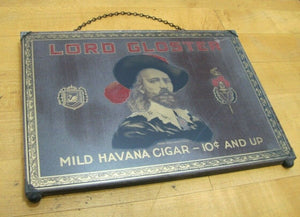 LORD GLOSTER
MILD HAVANA CIGAR - 10¢ AND UP